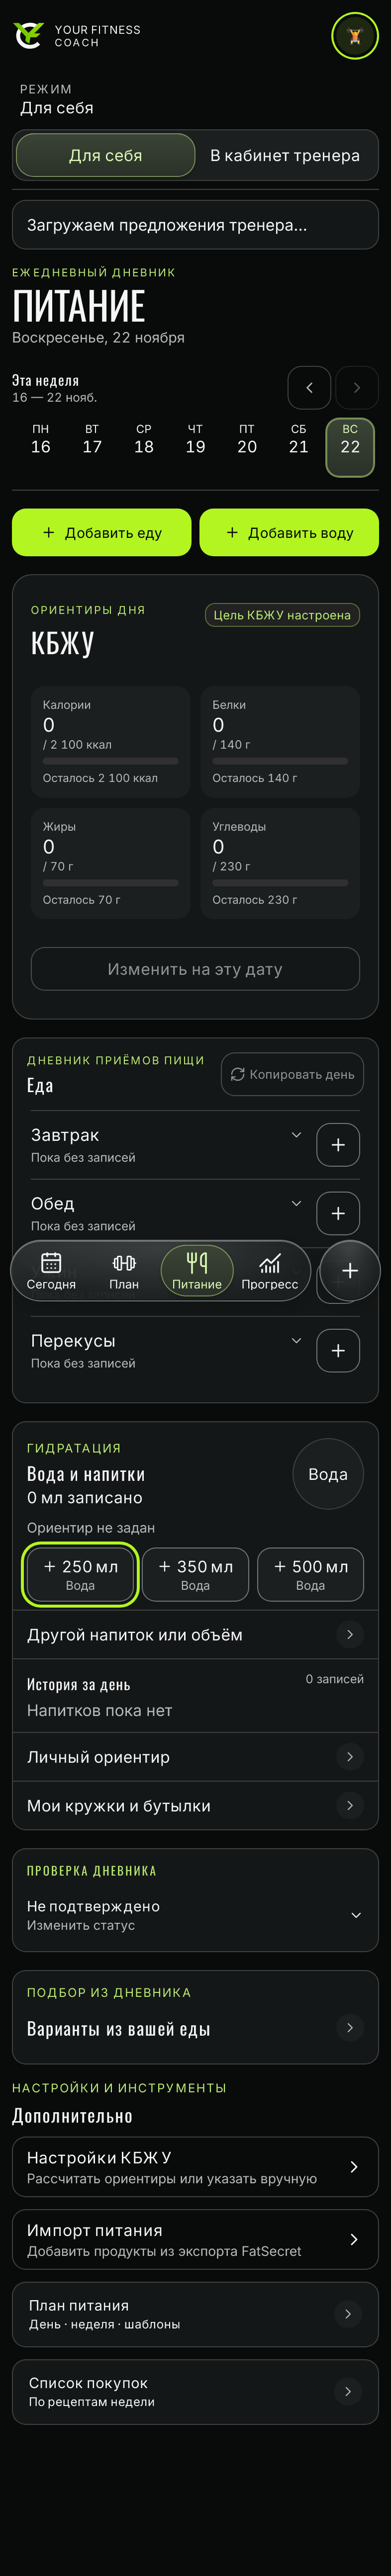 YOUR FITNESS
COACH
РЕЖИМ
Для себя
Для себя
В кабинет тренера
Загружаем предложения тренера...
ЕЖЕДНЕВНЫЙ ДНЕВНИК
ПИТАНИЕ
Воскресенье, 22 ноября
Эта неделя
16 — 22 нояб.
ПН ВТ СР ЧТ ПТ СБ ВС
16 17 18 19 20 21 22
+ Добавить еду
+ Добавить воду
ОРИЕНТИРЫ ДНЯ
КБЖУ
Цель КБЖУ настроена
Калории
0
/ 2 100 ккал
Осталось 2 100 ккал
Белки
0
/ 140 г
Осталось 140 г
Жиры
0
/ 70 г
Осталось 70 г
Углеводы
0
/ 230 г
Осталось 230 г
Изменить на эту дату
ДНЕВНИК ПРИЁМОВ ПИЩИ
Еда
Копировать день
Завтрак
Пока без записей
Обед
Пока без записей
Сегодня
План
Питание
Прогресс
Перекусы
Пока без записей
ГИДРАТАЦИЯ
Вода и напитки
0 мл записано
Вода
Ориентир не задан
+ 250 мл
Вода
+ 350 мл
Вода
+ 500 мл
Вода
Другой напиток или объём
История за день
0 записей
Напитков пока нет
Личный ориентир
Мои кружки и бутылки
ПРОВЕРКА ДНЕВНИКА
Не подтверждено
Изменить статус
ПОДБОР ИЗ ДНЕВНИКА
Варианты из вашей еды
НАСТРОЙКИ И ИНСТРУМЕНТЫ
Дополнительно
Настройки КБЖУ
Рассчитать ориентиры или указать вручную
Импорт питания
Добавить продукты из экспорта FatSecret
План питания
День · неделя · шаблоны
Список покупок
По рецептам недели